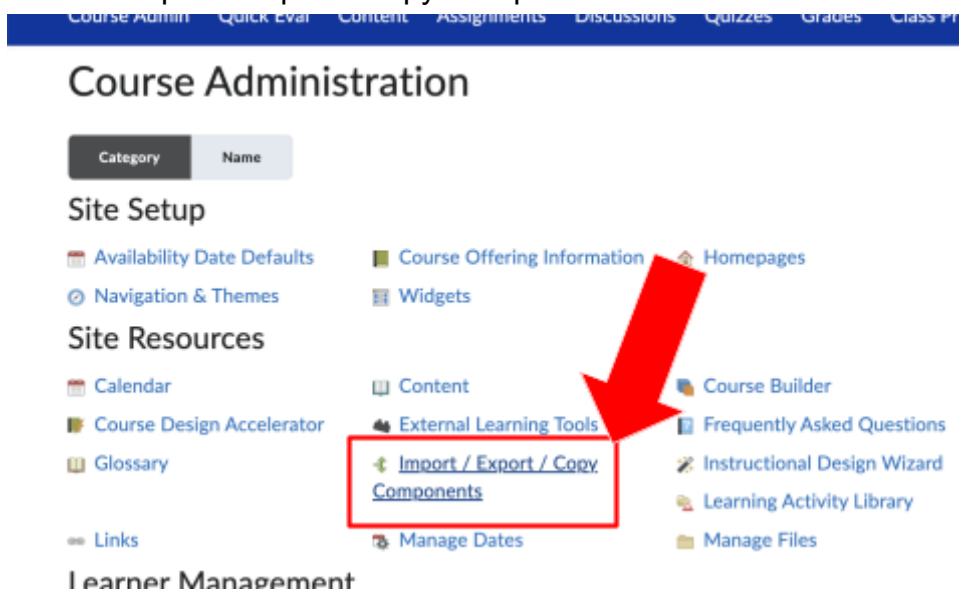 Course Admin Quick Eval Content Assignments Discussions Quizzes Grades Class
Course Administration
Category Name
Site Setup
Availability Date Defaults Course Offering Information Homepages
Navigation & Themes Widgets
Site Resources
Calendar Content Course Builder
Course Design Accelerator External Learning Tools Frequently Asked Questions
Glossary Import / Export / Copy Instructional Design Wizard
Components
Learning Activity Library
Links Manage Dates Manage Files
Learner Management